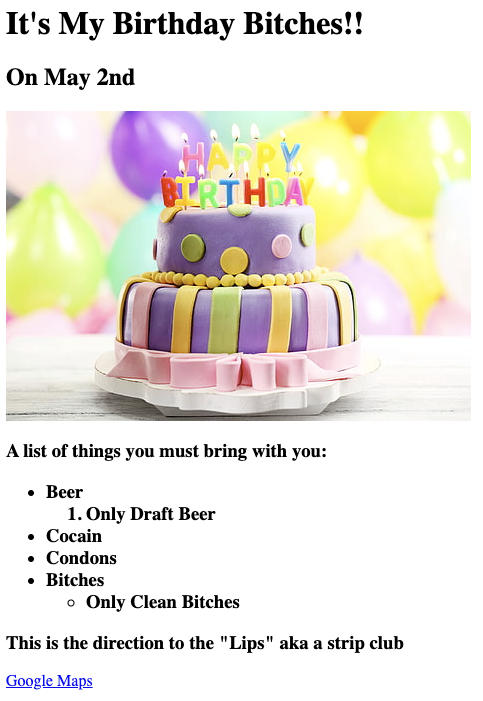 It's My Birthday Bitches!!
On May 2nd
HAPPY
BIRTHDAY
A list of things you must bring with you:
• Beer
1. Only Draft Beer
• Cocain
• Condons
• Bitches
◦ Only Clean Bitches
This is the direction to the "Lips" aka a strip club
Google Maps